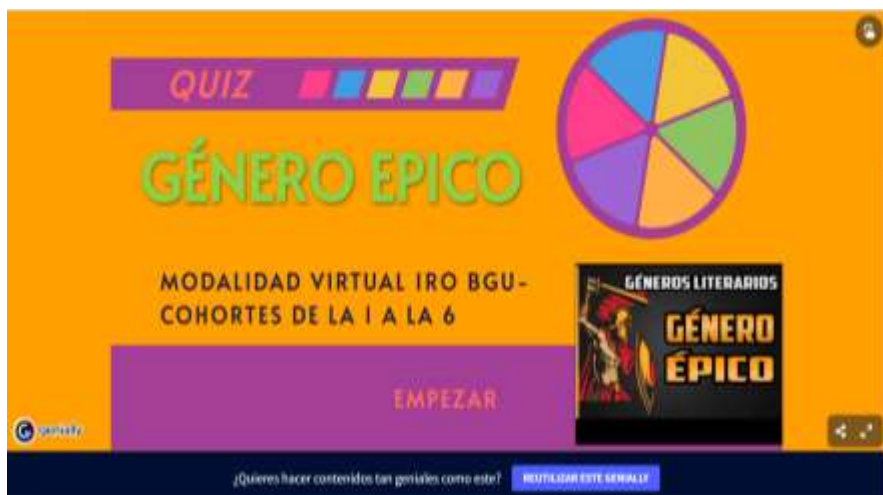 QUIZ
GÉNERO EPICO
MODALIDAD VIRTUAL IRO BGU-
COHORTES DE LA I A LA 6
GÉNEROS LITERARIOS
GÉNERO
ÉPICO
EMPEZAR
genially
¿Quieres hacer contenidos tan geniales como este?
REUTILIZAR ESTE GENIALLY